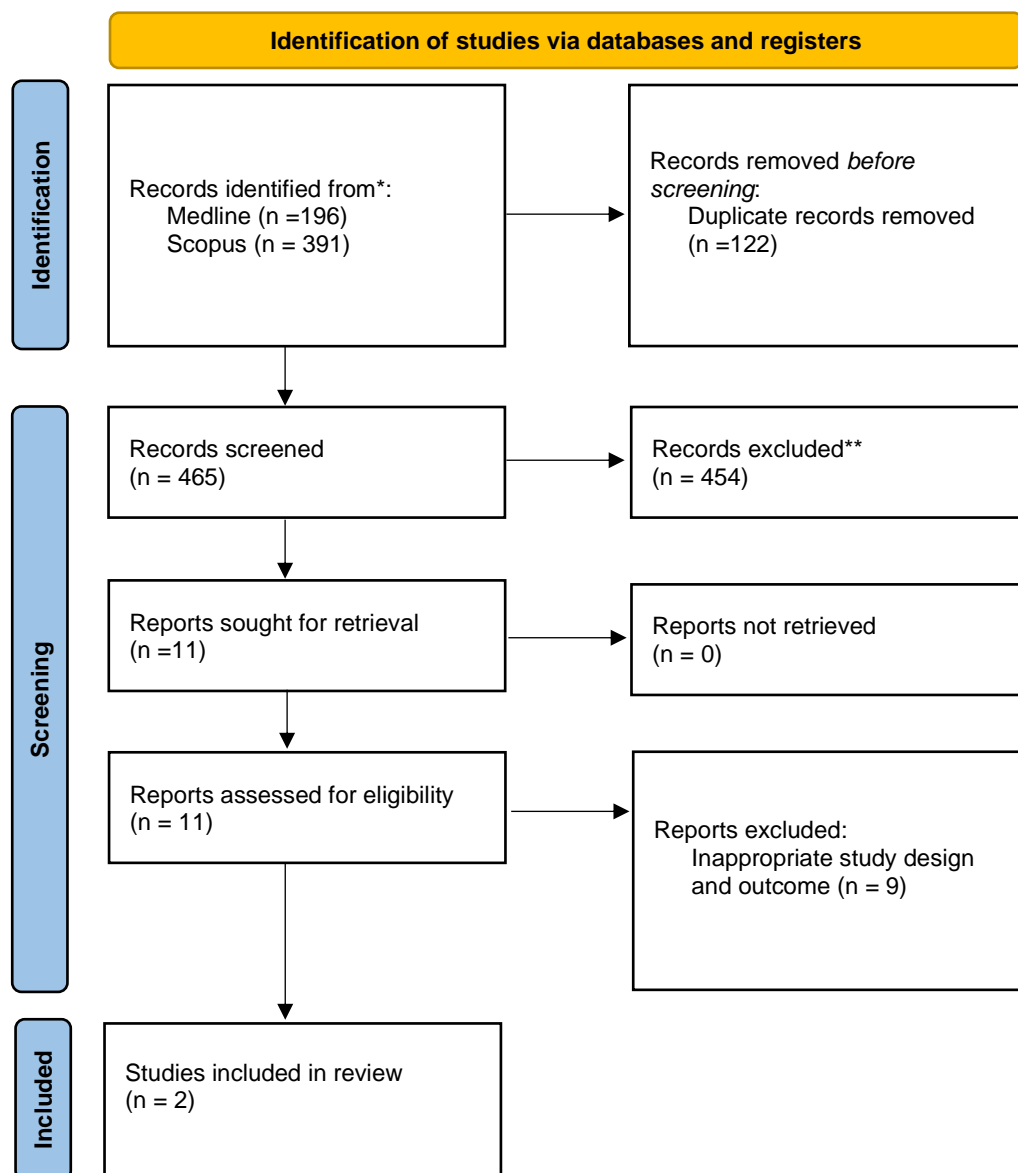 Identification of studies via databases and registers
Identification
Records identified from*:
Medline (n =196)
Scopus (n = 391)
Records removed before
screening:
Duplicate records removed
(n =122)
Screening
Records screened
(n = 465)
Records excluded**
(n = 454)
Reports sought for retrieval
(n =11)
Reports not retrieved
(n = 0)
Reports assessed for eligibility
(n = 11)
Reports excluded:
Inappropriate study design
and outcome (n = 9)
Included
Studies included in review
(n = 2)